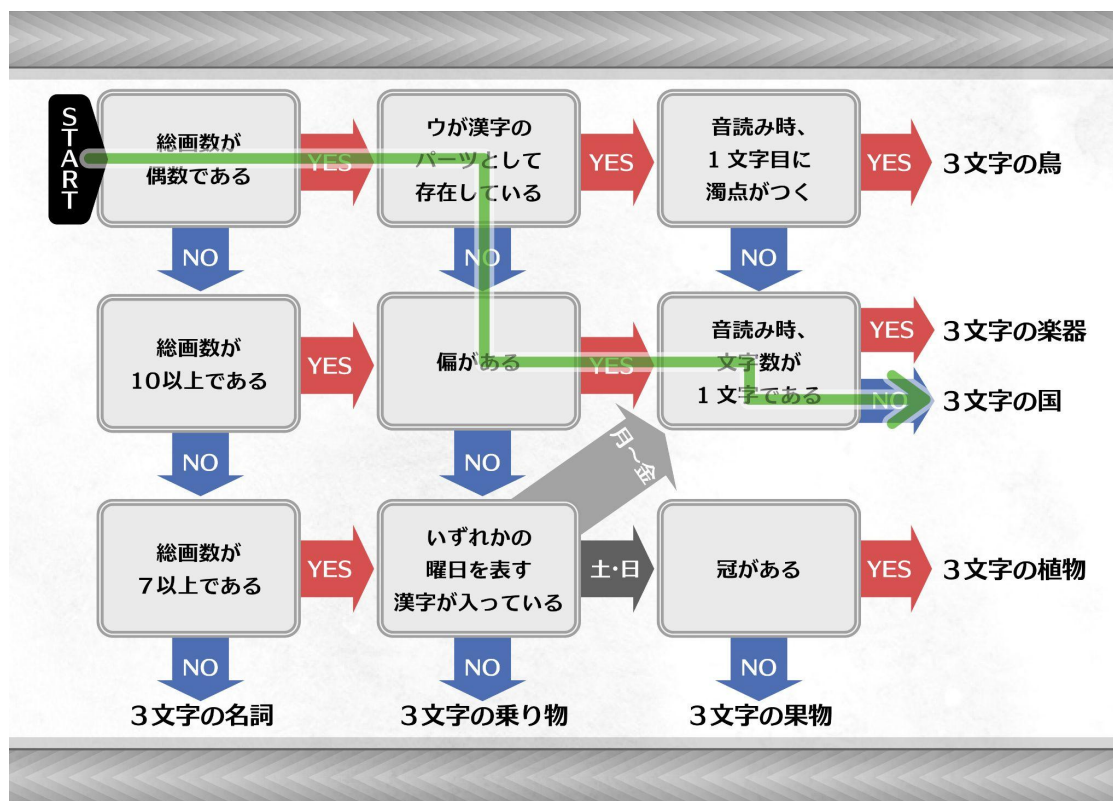 START
総画数が
偶数である
YES
ウが漢字の
パーツとして
存在している
YES
音読み時、
1文字目に
濁点がつく
YES
3文字の鳥
NO
NO
NO
総画数が
10以上である
YES
偏がある
YES
音読み時、
文字数が
1文字である
YES
3文字の楽器
NO
3文字の国
NO
NO
月〜金
総画数が
7以上である
YES
いずれかの
曜日を表す
漢字が入っている
土・日
冠がある
YES
3文字の植物
NO
NO
NO
3文字の名詞
3文字の乗り物
3文字の果物